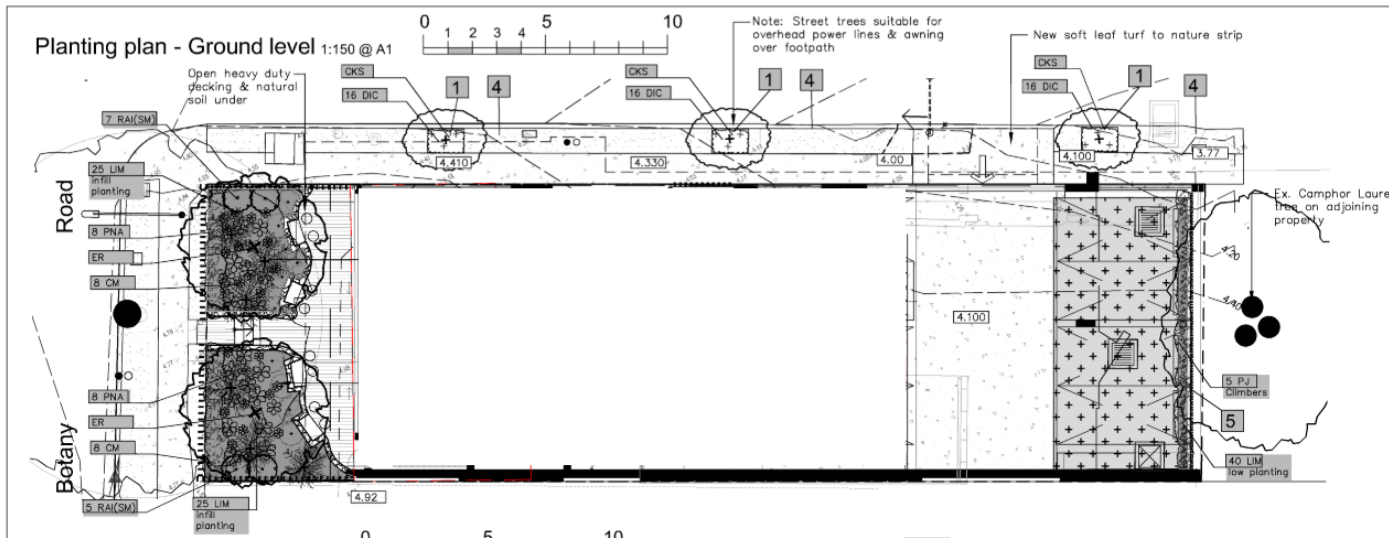 Planting plan - Ground level 1:150 @ A1
0 5 10
1 2 3 4
Note: Street trees suitable for
overhead power lines & awning
over footpath
New soft leaf turf to nature strip
Open heavy duty
decking & natural
soil under
CKS
16 DIC
1
4
CKS
16 DIC
1
4
CKS
16 DIC
1
4
7 RAI(SM)
4.410
4.330
4.00
4.100
3.77
25 LIM
infill
planting
Road
8 PNA
ER
8 CM
Ex. Camphor Laure
tree on adjoining
property
4.20
4.40
4.100
8 PNA
ER
8 CM
Botany
5 RAI(SM)
25 LIM
infill
planting
4.92
5 PJ
Climbers
5
40 LIM
low planting
0 5 10